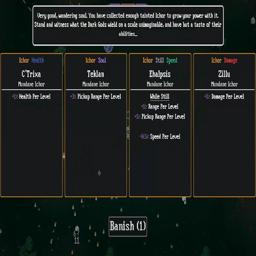 Very good, wandering soul. You have collected enough tainted Ichor to grow your power with it.
Stand and witness what the Dark Gods wield on a scale unimaginable, and have but a taste of their
abilities...
Ichor Health
C'Trixa
Mundane Ichor
Health Per Level
Ichor Soul
Teklan
Mundane Ichor
Pickup Range Per Level
Ichor Still Speed
Ehalpsis
Mundane Ichor
While Still
Range Per Level
Pickup Range Per Level
Speed Per Level
Ichor Damage
Zillu
Mundane Ichor
Damage Per Level
Banish (1)